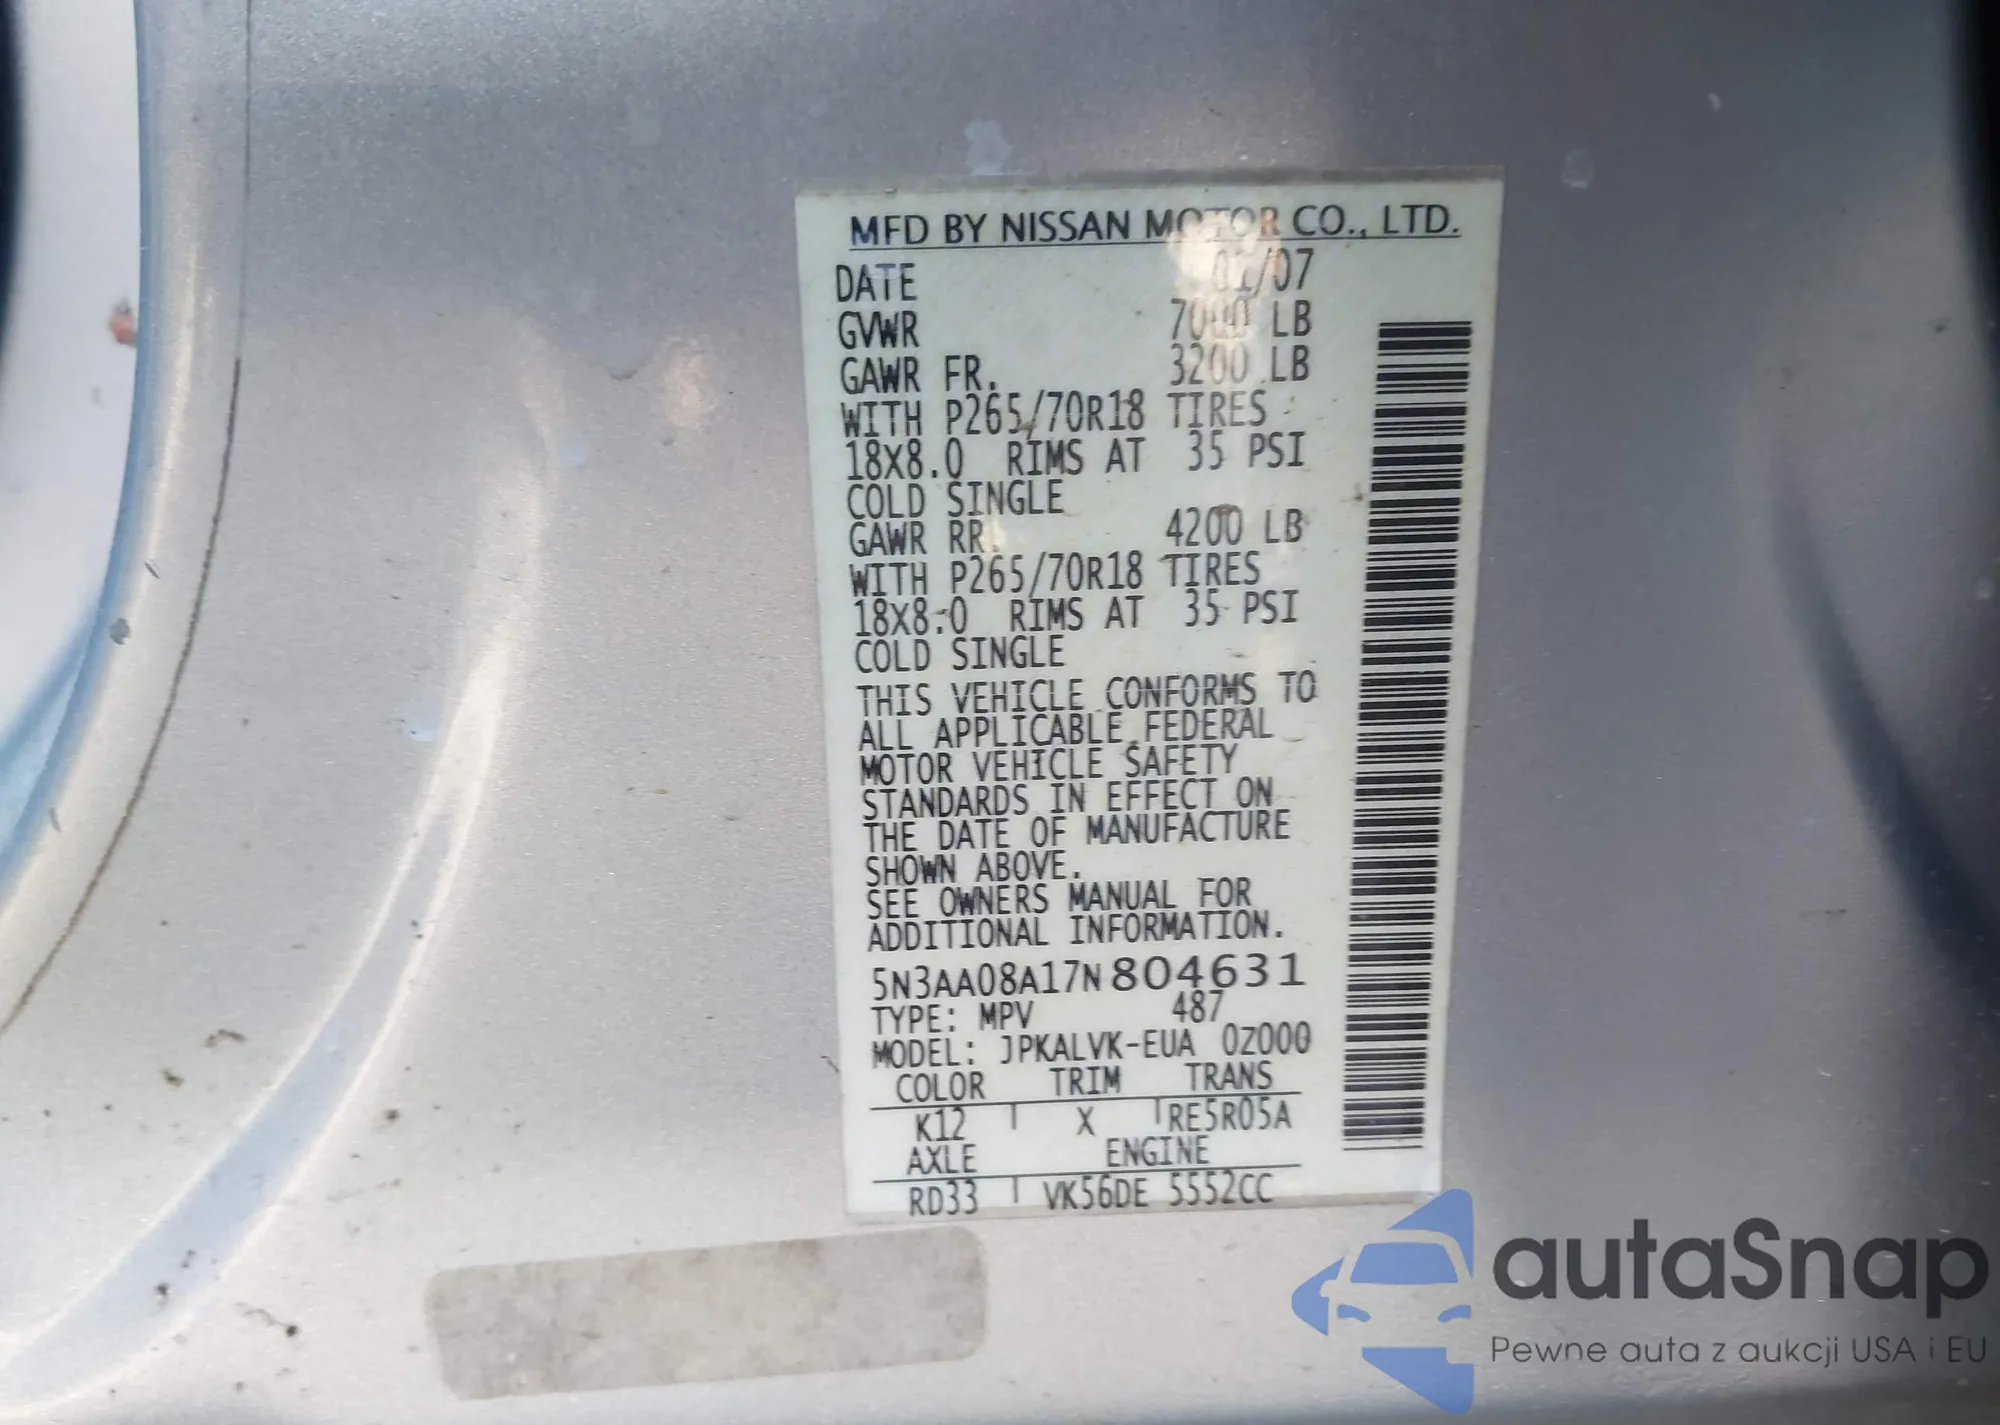 MFD BY NISSAN MOTOR CO., LTD.
DATE 01/07
GVWR 7000 LB
GAWR FR. 3200 LB
WITH P265/70R18 TIRES
18X8.0 RIMS AT 35 PSI
COLD SINGLE
GAWR RR. 4200 LB
WITH P265/70R18 TIRES
18X8.0 RIMS AT 35 PSI
COLD SINGLE
THIS VEHICLE CONFORMS TO
ALL APPLICABLE FEDERAL
MOTOR VEHICLE SAFETY
STANDARDS IN EFFECT ON
THE DATE OF MANUFACTURE
SHOWN ABOVE.
SEE OWNERS MANUAL FOR
ADDITIONAL INFORMATION.
5N3AA08A17N804631
TYPE: MPV 487
MODEL: JPKALVK-EUA 0Z000
COLOR TRIM TRANS
K12 X RE5R05A
AXLE ENGINE
RD33 VK56DE 5552CC
autaSnap
Pewne auta z aukcji USA i EU